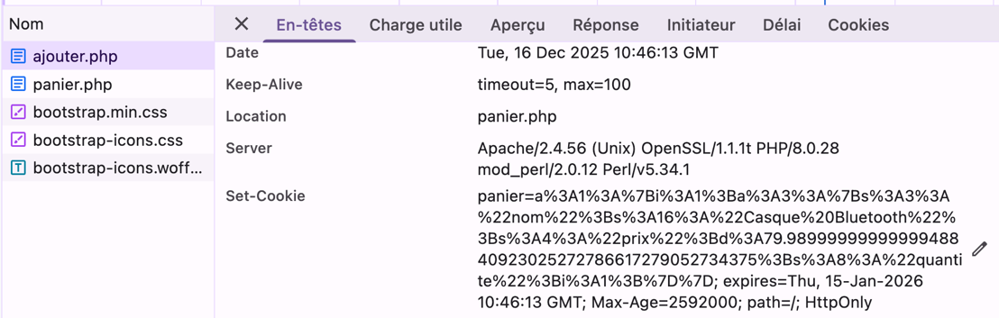 Nom
En-têtes Charge utile Aperçu Réponse Initiateur Délai Cookies
ajouter.php
panier.php
bootstrap.min.css
bootstrap-icons.css
bootstrap-icons.woff...
Date Tue, 16 Dec 2025 10:46:13 GMT
Keep-Alive timeout=5, max=100
Location panier.php
Server Apache/2.4.56 (Unix) OpenSSL/1.1.1t PHP/8.0.28
mod_perl/2.0.12 Perl/v5.34.1
Set-Cookie panier=a%3A1%3A%7Bi%3A1%3Ba%3A3%3A%7Bs%3A3%3A
%22nom%22%3Bs%3A16%3A%22Casque%20Bluetooth%22%
3Bs%3A4%3A%22prix%22%3Bd%3A79.989999999999999488
4092302527278661727905273​4375%3Bs%3A8%3A%22quanti
te%22%3Bi%3A1%3B%7D%7D; expires=Thu, 15-Jan-2026
10:46:13 GMT; Max-Age=2592000; path=/; HttpOnly